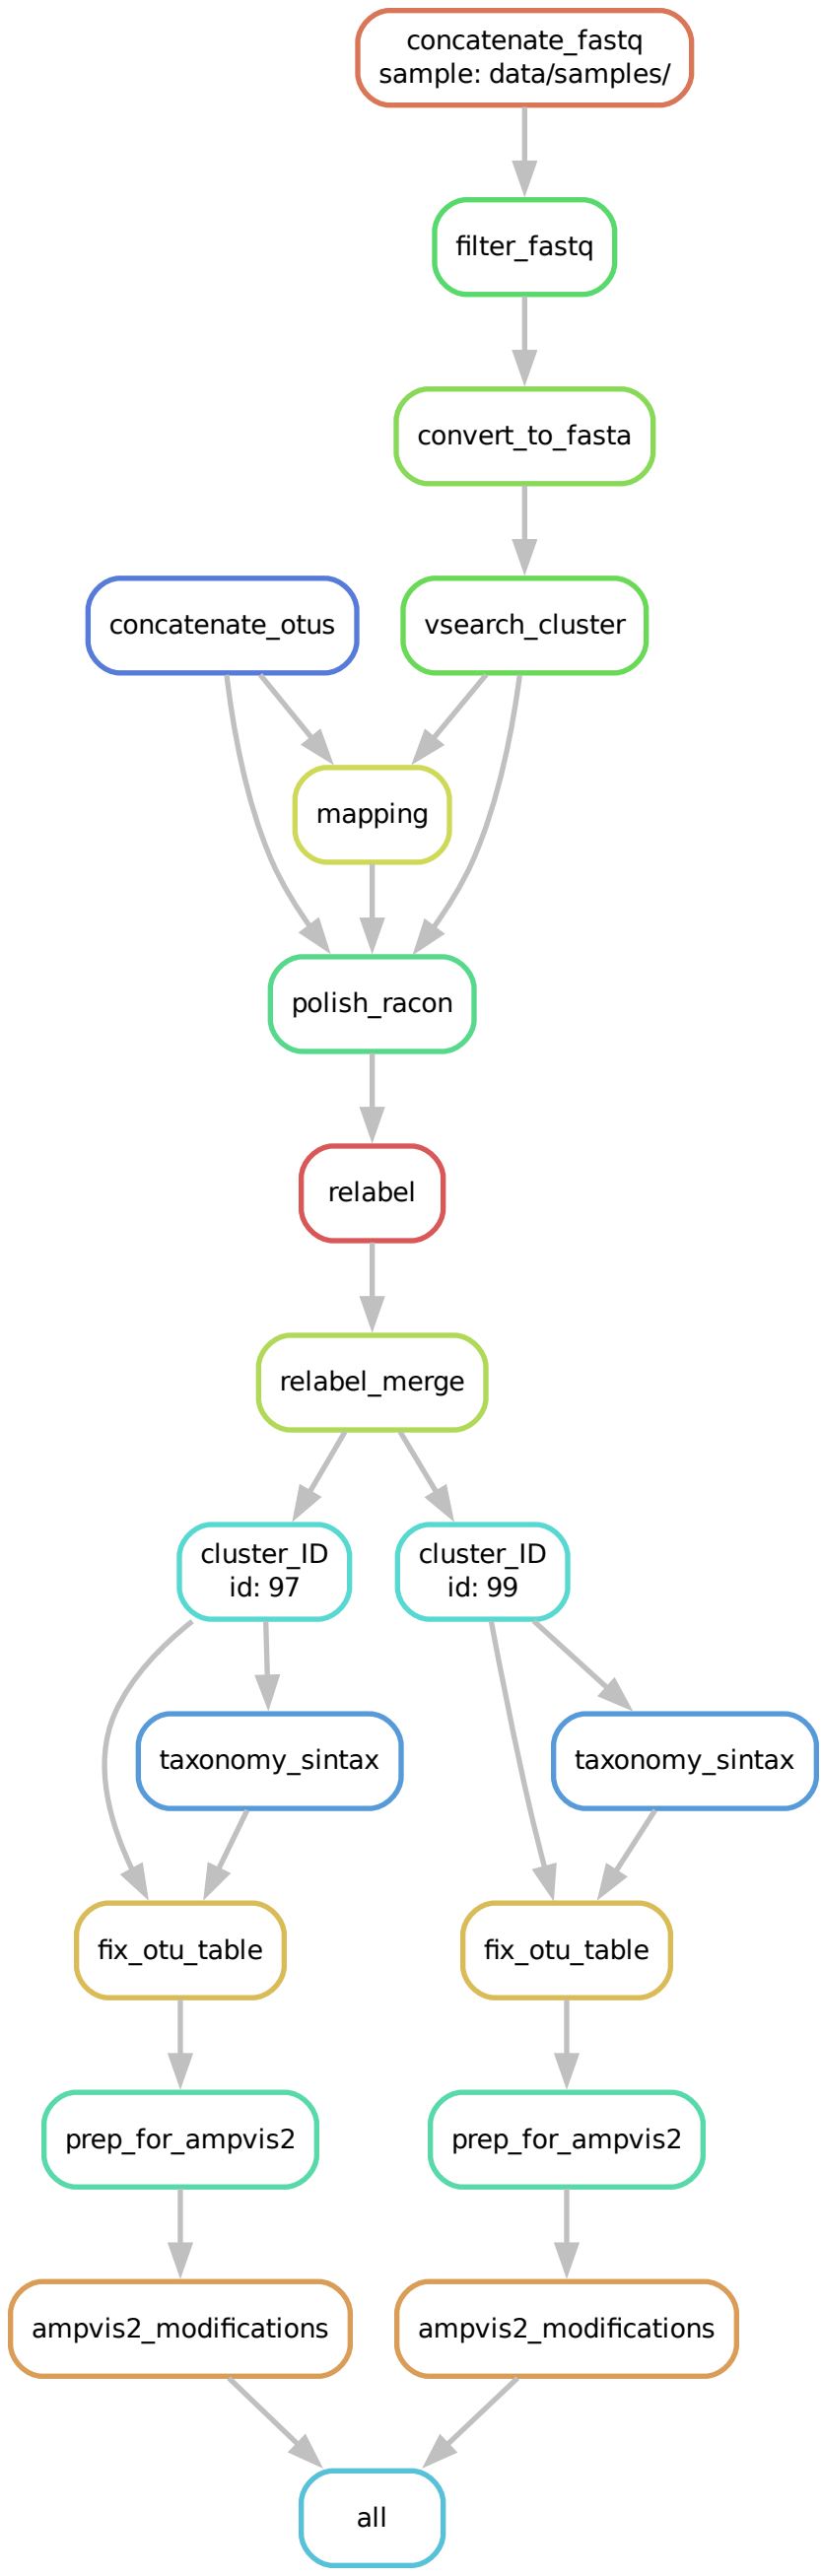 concatenate_fastq
sample: data/samples/
filter_fastq
convert_to_fasta
concatenate_otus
vsearch_cluster
mapping
polish_racon
relabel
relabel_merge
cluster_ID
id: 97
cluster_ID
id: 99
taxonomy_sintax
taxonomy_sintax
fix_otu_table
fix_otu_table
prep_for_ampvis2
prep_for_ampvis2
ampvis2_modifications
ampvis2_modifications
all